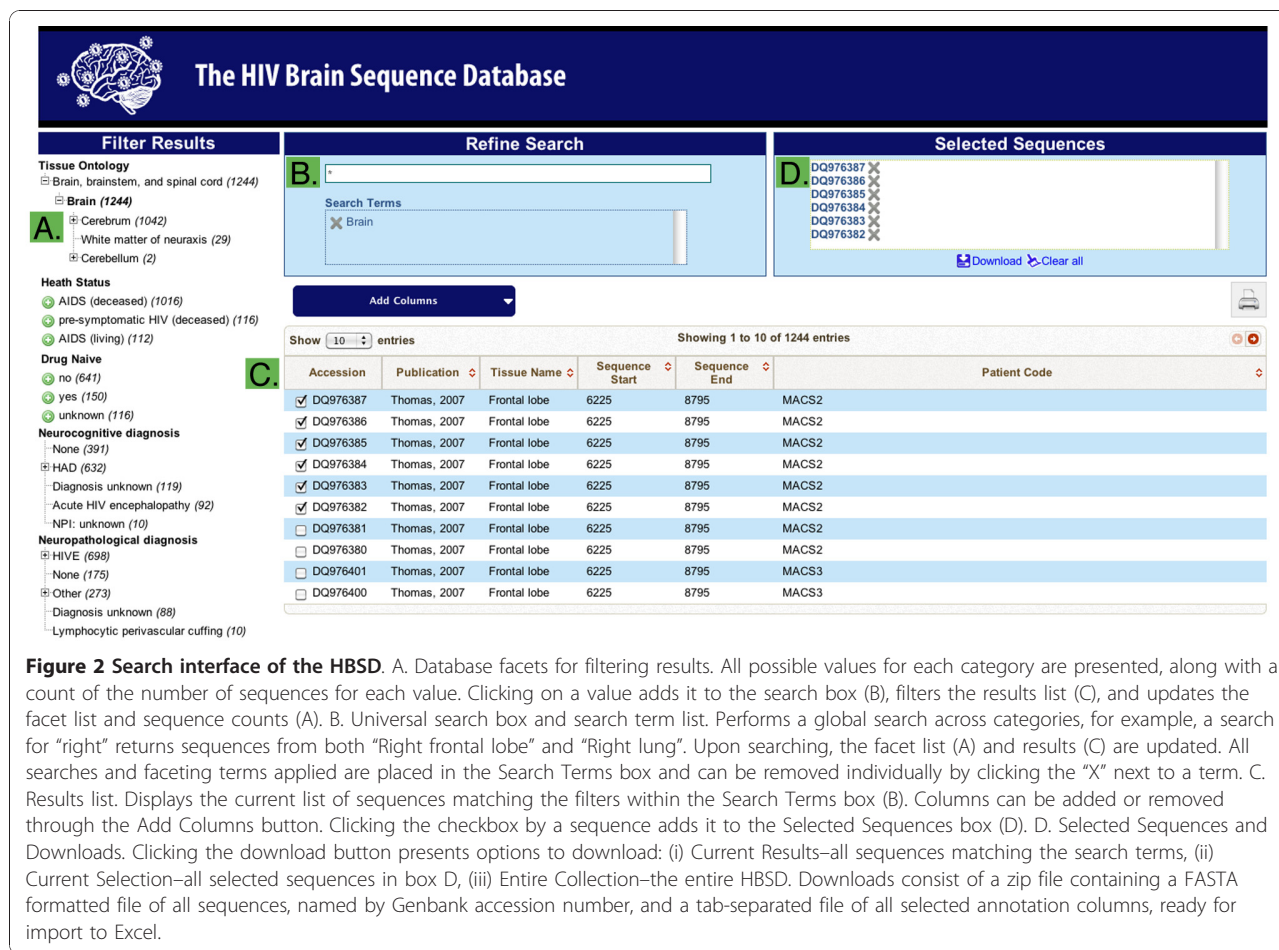 The HIV Brain Sequence Database
Filter Results
Tissue Ontology
Brain, brainstem, and spinal cord (1244)
Brain (1244)
A.
Cerebrum (1042)
White matter of neuraxis (29)
Cerebellum (2)
Heath Status
AIDS (deceased) (1016)
pre-symptomatic HIV (deceased) (116)
AIDS (living) (112)
Drug Naive
no (641)
yes (150)
unknown (116)
Neurocognitive diagnosis
None (391)
HAD (632)
Diagnosis unknown (119)
Acute HIV encephalopathy (92)
NPI: unknown (10)
Neuropathological diagnosis
HIVE (698)
None (175)
Other (273)
Diagnosis unknown (88)
Lymphocytic perivascular cuffing (10)
Refine Search
B.
*
Search Terms
Brain
Selected Sequences
D.
DQ976387
DQ976386
DQ976385
DQ976384
DQ976383
DQ976382
Download Clear all
Add Columns
Show 10 entries Showing 1 to 10 of 1244 entries
C.
Accession Publication Tissue Name Sequence Start Sequence End Patient Code
DQ976387 Thomas, 2007 Frontal lobe 6225 8795 MACS2
DQ976386 Thomas, 2007 Frontal lobe 6225 8795 MACS2
DQ976385 Thomas, 2007 Frontal lobe 6225 8795 MACS2
DQ976384 Thomas, 2007 Frontal lobe 6225 8795 MACS2
DQ976383 Thomas, 2007 Frontal lobe 6225 8795 MACS2
DQ976382 Thomas, 2007 Frontal lobe 6225 8795 MACS2
DQ976381 Thomas, 2007 Frontal lobe 6225 8795 MACS2
DQ976380 Thomas, 2007 Frontal lobe 6225 8795 MACS2
DQ976401 Thomas, 2007 Frontal lobe 6225 8795 MACS3
DQ976400 Thomas, 2007 Frontal lobe 6225 8795 MACS3
Figure 2 Search interface of the HBSD. A. Database facets for filtering results. All possible values for each category are presented, along with a
count of the number of sequences for each value. Clicking on a value adds it to the search box (B), filters the results list (C), and updates the
facet list and sequence counts (A). B. Universal search box and search term list. Performs a global search across categories, for example, a search
for "right" returns sequences from both "Right frontal lobe" and "Right lung". Upon searching, the facet list (A) and results (C) are updated. All
searches and faceting terms applied are placed in the Search Terms box and can be removed individually by clicking the "X" next to a term. C.
Results list. Displays the current list of sequences matching the filters within the Search Terms box (B). Columns can be added or removed
through the Add Columns button. Clicking the checkbox by a sequence adds it to the Selected Sequences box (D). D. Selected Sequences and
Downloads. Clicking the download button presents options to download: (i) Current Results–all sequences matching the search terms, (ii)
Current Selection–all selected sequences in box D, (iii) Entire Collection–the entire HBSD. Downloads consist of a zip file containing a FASTA
formatted file of all sequences, named by Genbank accession number, and a tab-separated file of all selected annotation columns, ready for
import to Excel.